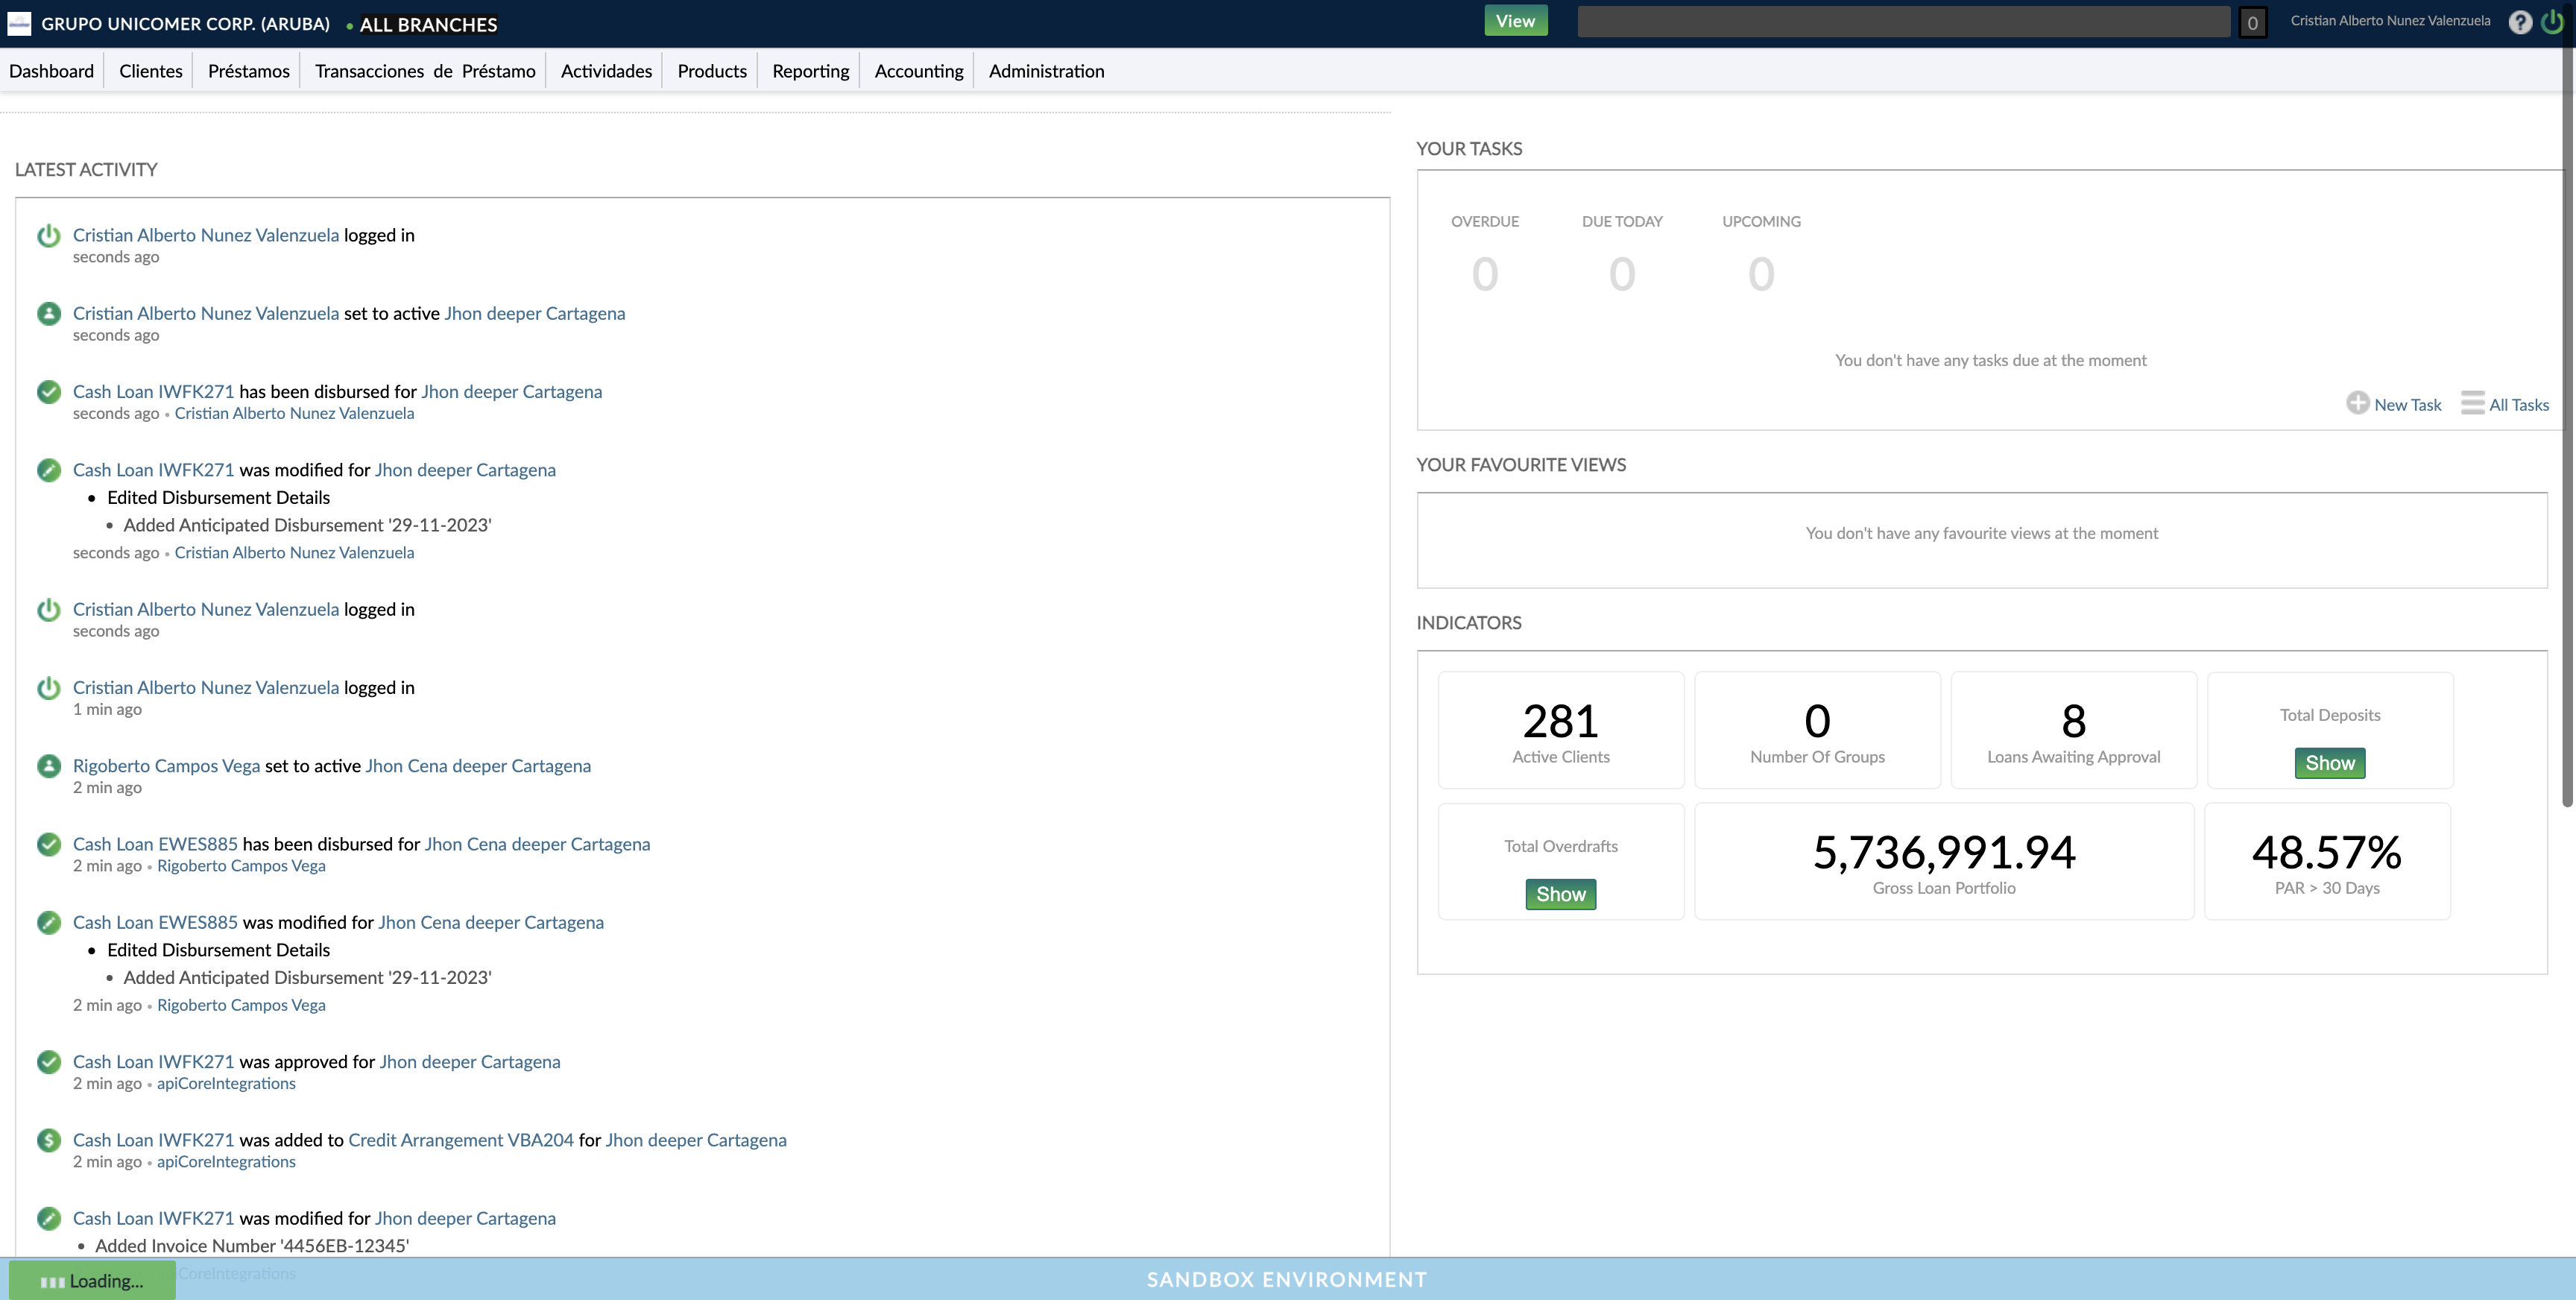 GRUPO UNICOMER CORP. (ARUBA) • ALL BRANCHES
View
0
Cristian Alberto Nunez Valenzuela
?
Dashboard
Clientes
Préstamos
Transacciones de Préstamo
Actividades
Products
Reporting
Accounting
Administration
LATEST ACTIVITY
Cristian Alberto Nunez Valenzuela logged in
seconds ago
Cristian Alberto Nunez Valenzuela set to active Jhon deeper Cartagena
seconds ago
Cash Loan IWFK271 has been disbursed for Jhon deeper Cartagena
seconds ago • Cristian Alberto Nunez Valenzuela
Cash Loan IWFK271 was modified for Jhon deeper Cartagena
• Edited Disbursement Details
• Added Anticipated Disbursement '29-11-2023'
seconds ago • Cristian Alberto Nunez Valenzuela
Cristian Alberto Nunez Valenzuela logged in
seconds ago
Cristian Alberto Nunez Valenzuela logged in
1 min ago
Rigoberto Campos Vega set to active Jhon Cena deeper Cartagena
2 min ago
Cash Loan EWES885 has been disbursed for Jhon Cena deeper Cartagena
2 min ago • Rigoberto Campos Vega
Cash Loan EWES885 was modified for Jhon Cena deeper Cartagena
• Edited Disbursement Details
• Added Anticipated Disbursement '29-11-2023'
2 min ago • Rigoberto Campos Vega
Cash Loan IWFK271 was approved for Jhon deeper Cartagena
2 min ago • apiCoreIntegrations
Cash Loan IWFK271 was added to Credit Arrangement VBA204 for Jhon deeper Cartagena
2 min ago • apiCoreIntegrations
Cash Loan IWFK271 was modified for Jhon deeper Cartagena
• Added Invoice Number '4456EB-12345'
YOUR TASKS
OVERDUE
DUE TODAY
UPCOMING
0
0
0
You don't have any tasks due at the moment
New Task
All Tasks
YOUR FAVOURITE VIEWS
You don't have any favourite views at the moment
INDICATORS
281
Active Clients
0
Number Of Groups
8
Loans Awaiting Approval
Total Deposits
Show
Total Overdrafts
Show
5,736,991.94
Gross Loan Portfolio
48.57%
PAR > 30 Days
Loading...
SANDBOX ENVIRONMENT